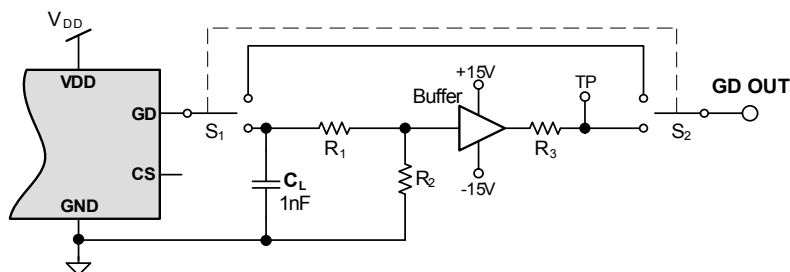 VDD
VDD
GD
CS
GND
S1
CL
1nF
R1
R2
Buffer
+15V
-15V
R3
TP
S2
GD OUT